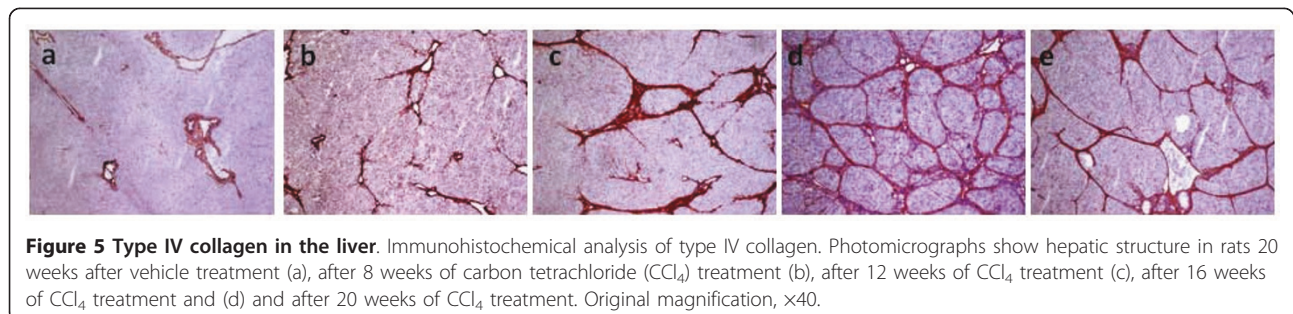 a b c d e
Figure 5 Type IV collagen in the liver. Immunohistochemical analysis of type IV collagen. Photomicrographs show hepatic structure in rats 20
weeks after vehicle treatment (a), after 8 weeks of carbon tetrachloride (CCl₄) treatment (b), after 12 weeks of CCl₄ treatment (c), after 16 weeks
of CCl₄ treatment and (d) and after 20 weeks of CCl₄ treatment. Original magnification, ×40.